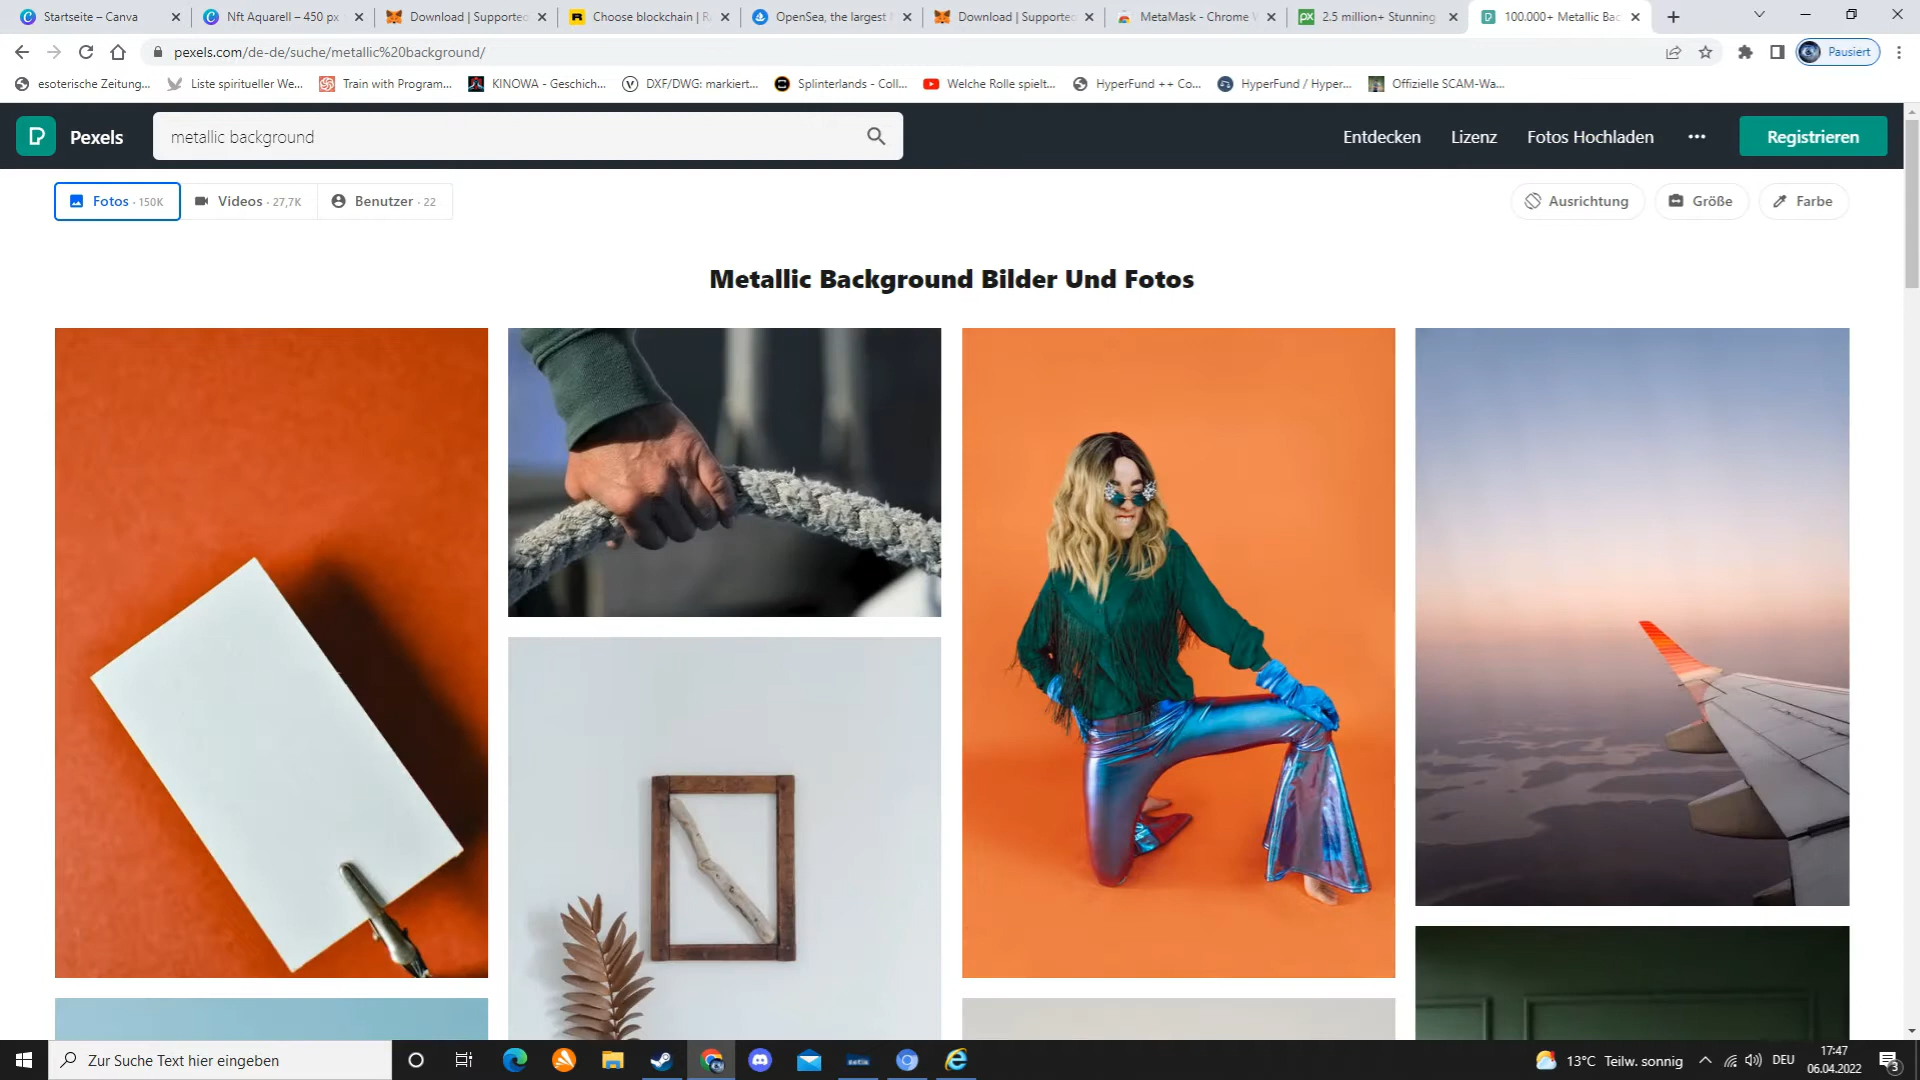 Startseite – Canva
Nft Aquarell – 450 px
Download | Supported
Choose blockchain | R
OpenSea, the largest
Download | Supported
MetaMask - Chrome
2.5 million+ Stunning
100.000+ Metallic Bac
pexels.com/de-de/suche/metallic%20background/
Pausiert
esoterische Zeitung...
Liste spiritueller We...
Train with Program...
KINOWA - Geschich...
DXF/DWG: markiert...
Splinterlands - Coll...
Welche Rolle spielt...
HyperFund ++ Co...
HyperFund / Hyper...
Offizielle SCAM-Wa...
Pexels
metallic background
Entdecken
Lizenz
Fotos Hochladen
Registrieren
Fotos · 150K
Videos · 27,7K
Benutzer · 22
Ausrichtung
Größe
Farbe
Metallic Background Bilder Und Fotos
Zur Suche Text hier eingeben
13°C Teilw. sonnig
DEU
17:47
06.04.2022
3